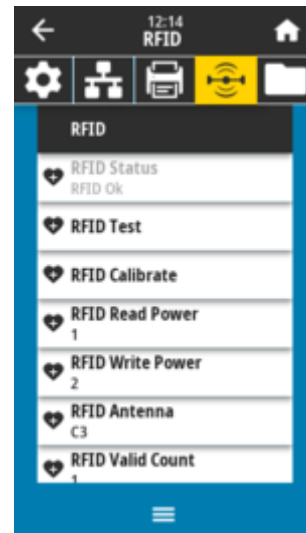 12:14
RFID
RFID
RFID Status
RFID Ok
RFID Test
RFID Calibrate
RFID Read Power
1
RFID Write Power
2
RFID Antenna
C3
RFID Valid Count
1